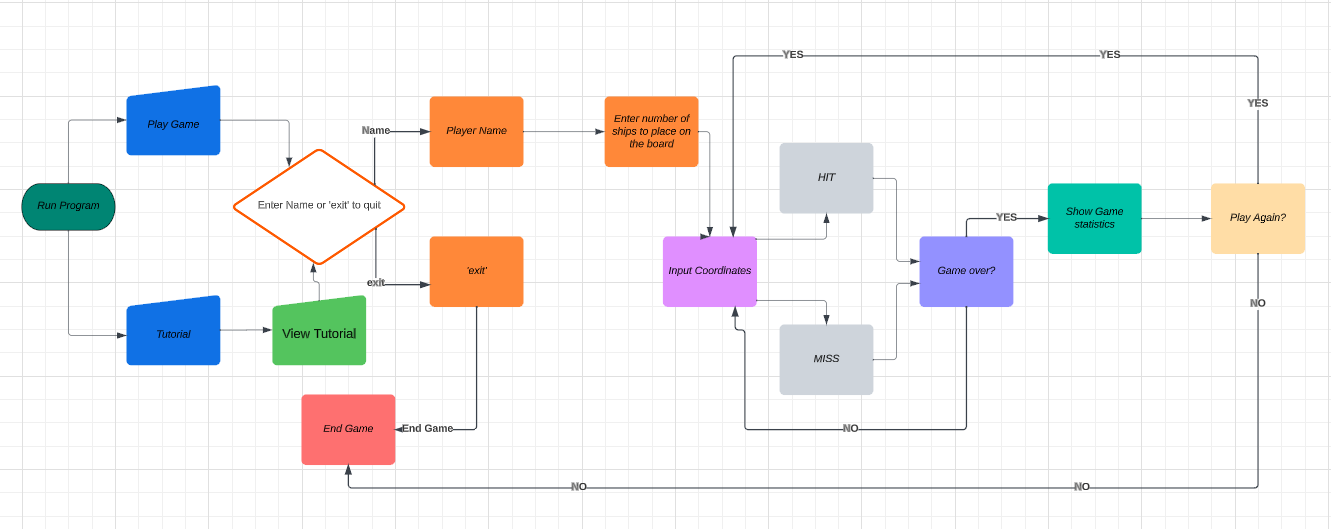 YES
YES
YES
Play Game
Name
Player Name
Enter number of
ships to place on
the board
HIT
Run Program
Enter Name or 'exit' to quit
YES
Show Game
statistics
Play Again?
exit
'exit'
Input Coordinates
Game over?
NO
Tutorial
View Tutorial
MISS
End Game
End Game
NO
NO
NO